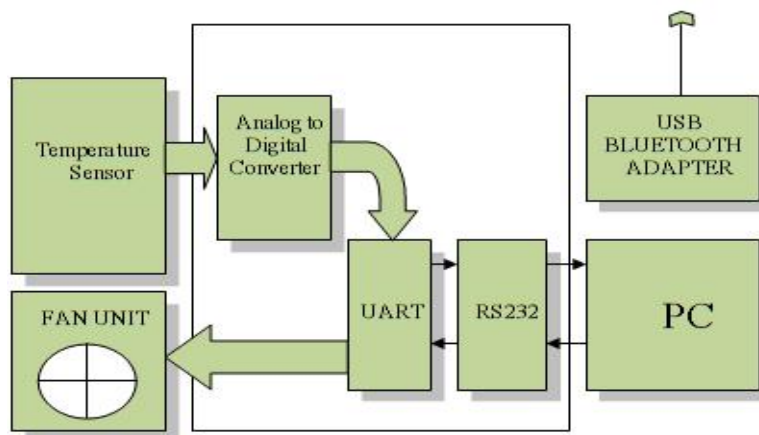 Temperature
Sensor
Analog to
Digital
Converter
USB
BLUETOOTH
ADAPTER
FAN UNIT
UART
RS232
PC